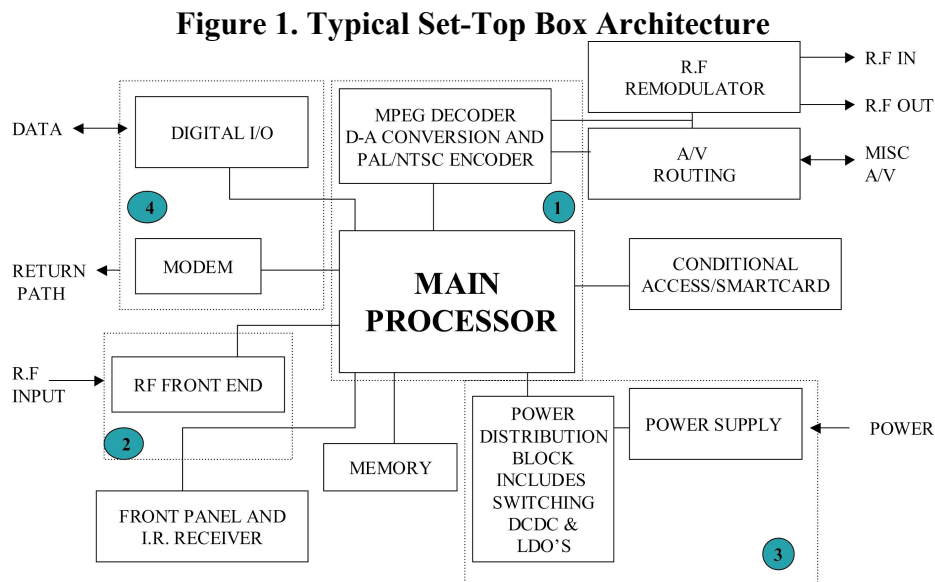 Figure 1. Typical Set-Top Box Architecture
R.F
REMODULATOR
R.F IN
R.F OUT
DATA
DIGITAL I/O
MPEG DECODER
D-A CONVERSION AND
PAL/NTSC ENCODER
A/V
ROUTING
MISC
A/V
4
1
RETURN
PATH
MODEM
MAIN
PROCESSOR
CONDITIONAL
ACCESS/SMARTCARD
R.F
INPUT
RF FRONT END
2
POWER
DISTRIBUTION
BLOCK
INCLUDES
SWITCHING
DCDC &
LDO'S
POWER SUPPLY
POWER
MEMORY
FRONT PANEL AND
I.R. RECEIVER
3